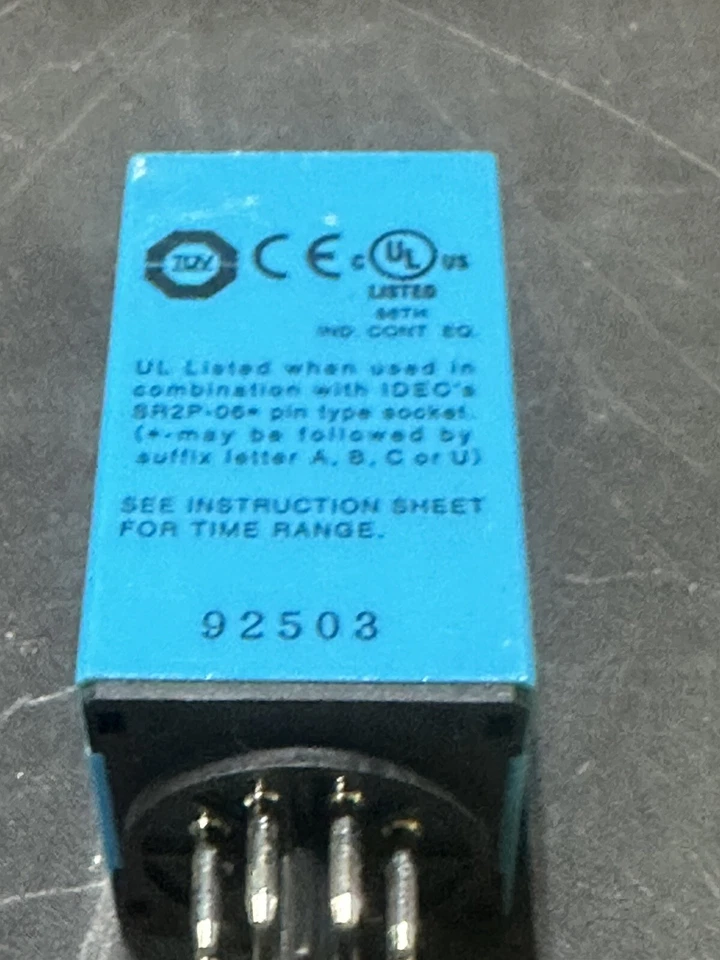 TÜV CE c UL US
LISTED
IND. CONT. EQ.
UL Listed when used in
combination with IDEC's
SR2P-06* pin type socket.
(*-may be followed by
suffix letter A, B, C or U)
SEE INSTRUCTION SHEET
FOR TIME RANGE.
92503